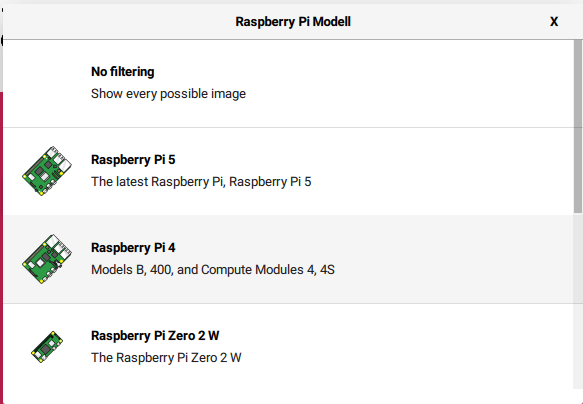 Raspberry Pi Modell
X
No filtering
Show every possible image
Raspberry Pi 5
The latest Raspberry Pi, Raspberry Pi 5
Raspberry Pi 4
Models B, 400, and Compute Modules 4, 4S
Raspberry Pi Zero 2 W
The Raspberry Pi Zero 2 W